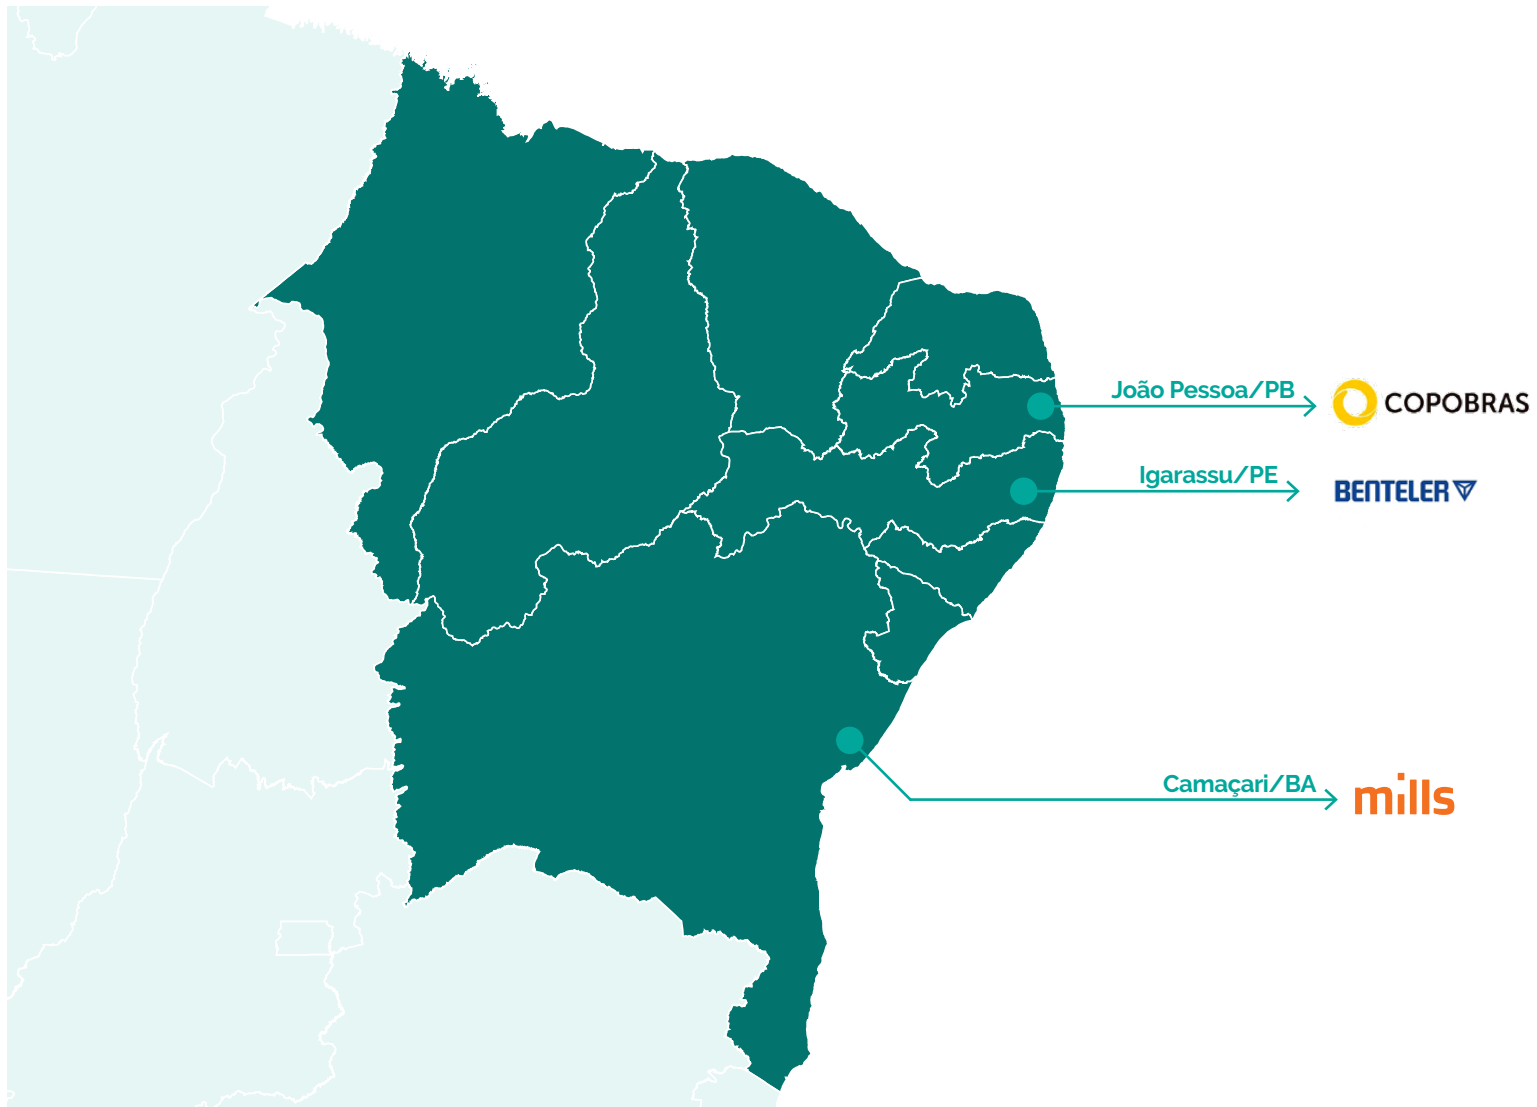 João Pessoa/PB
COPOBRAS
Igarassu/PE
BENTELER
Camaçari/BA
mills